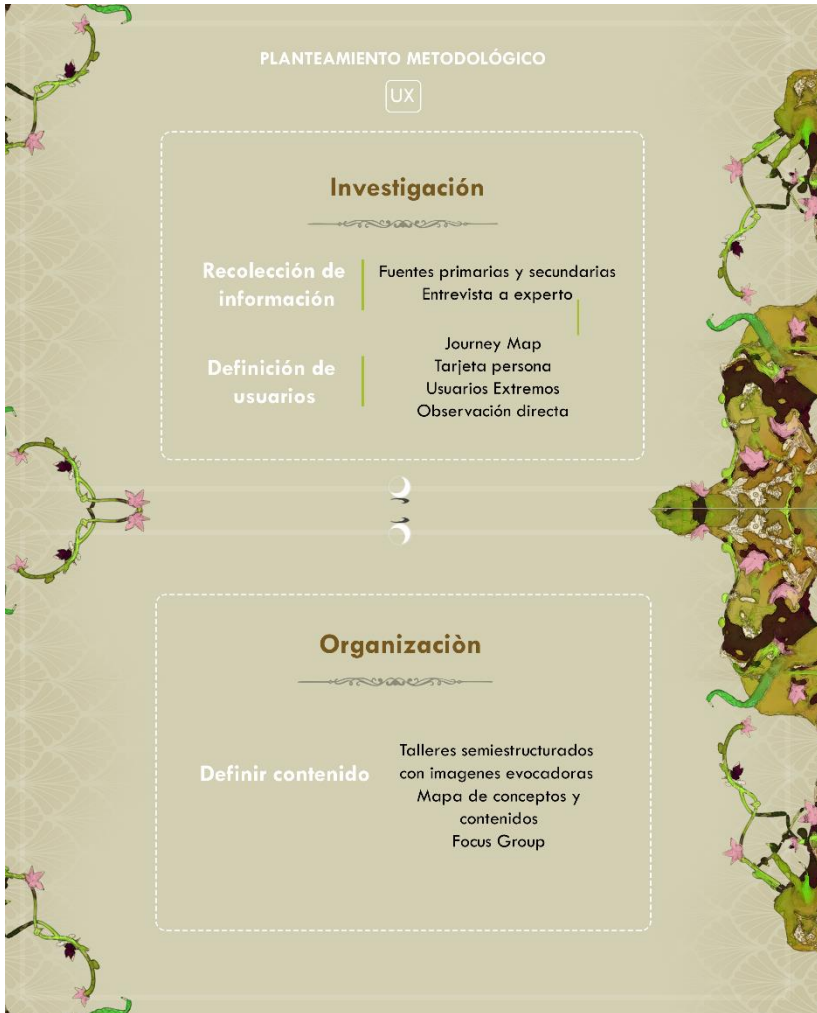 PLANTEAMIENTO METODOLÓGICO
UX
Investigación
Recolección de
información
Fuentes primarias y secundarias
Entrevista a experto
Definición de
usuarios
Journey Map
Tarjeta persona
Usuarios Extremos
Observación directa
Organizaciòn
Definir contenido
Talleres semiestructurados
con imagenes evocadoras
Mapa de conceptos y
contenidos
Focus Group